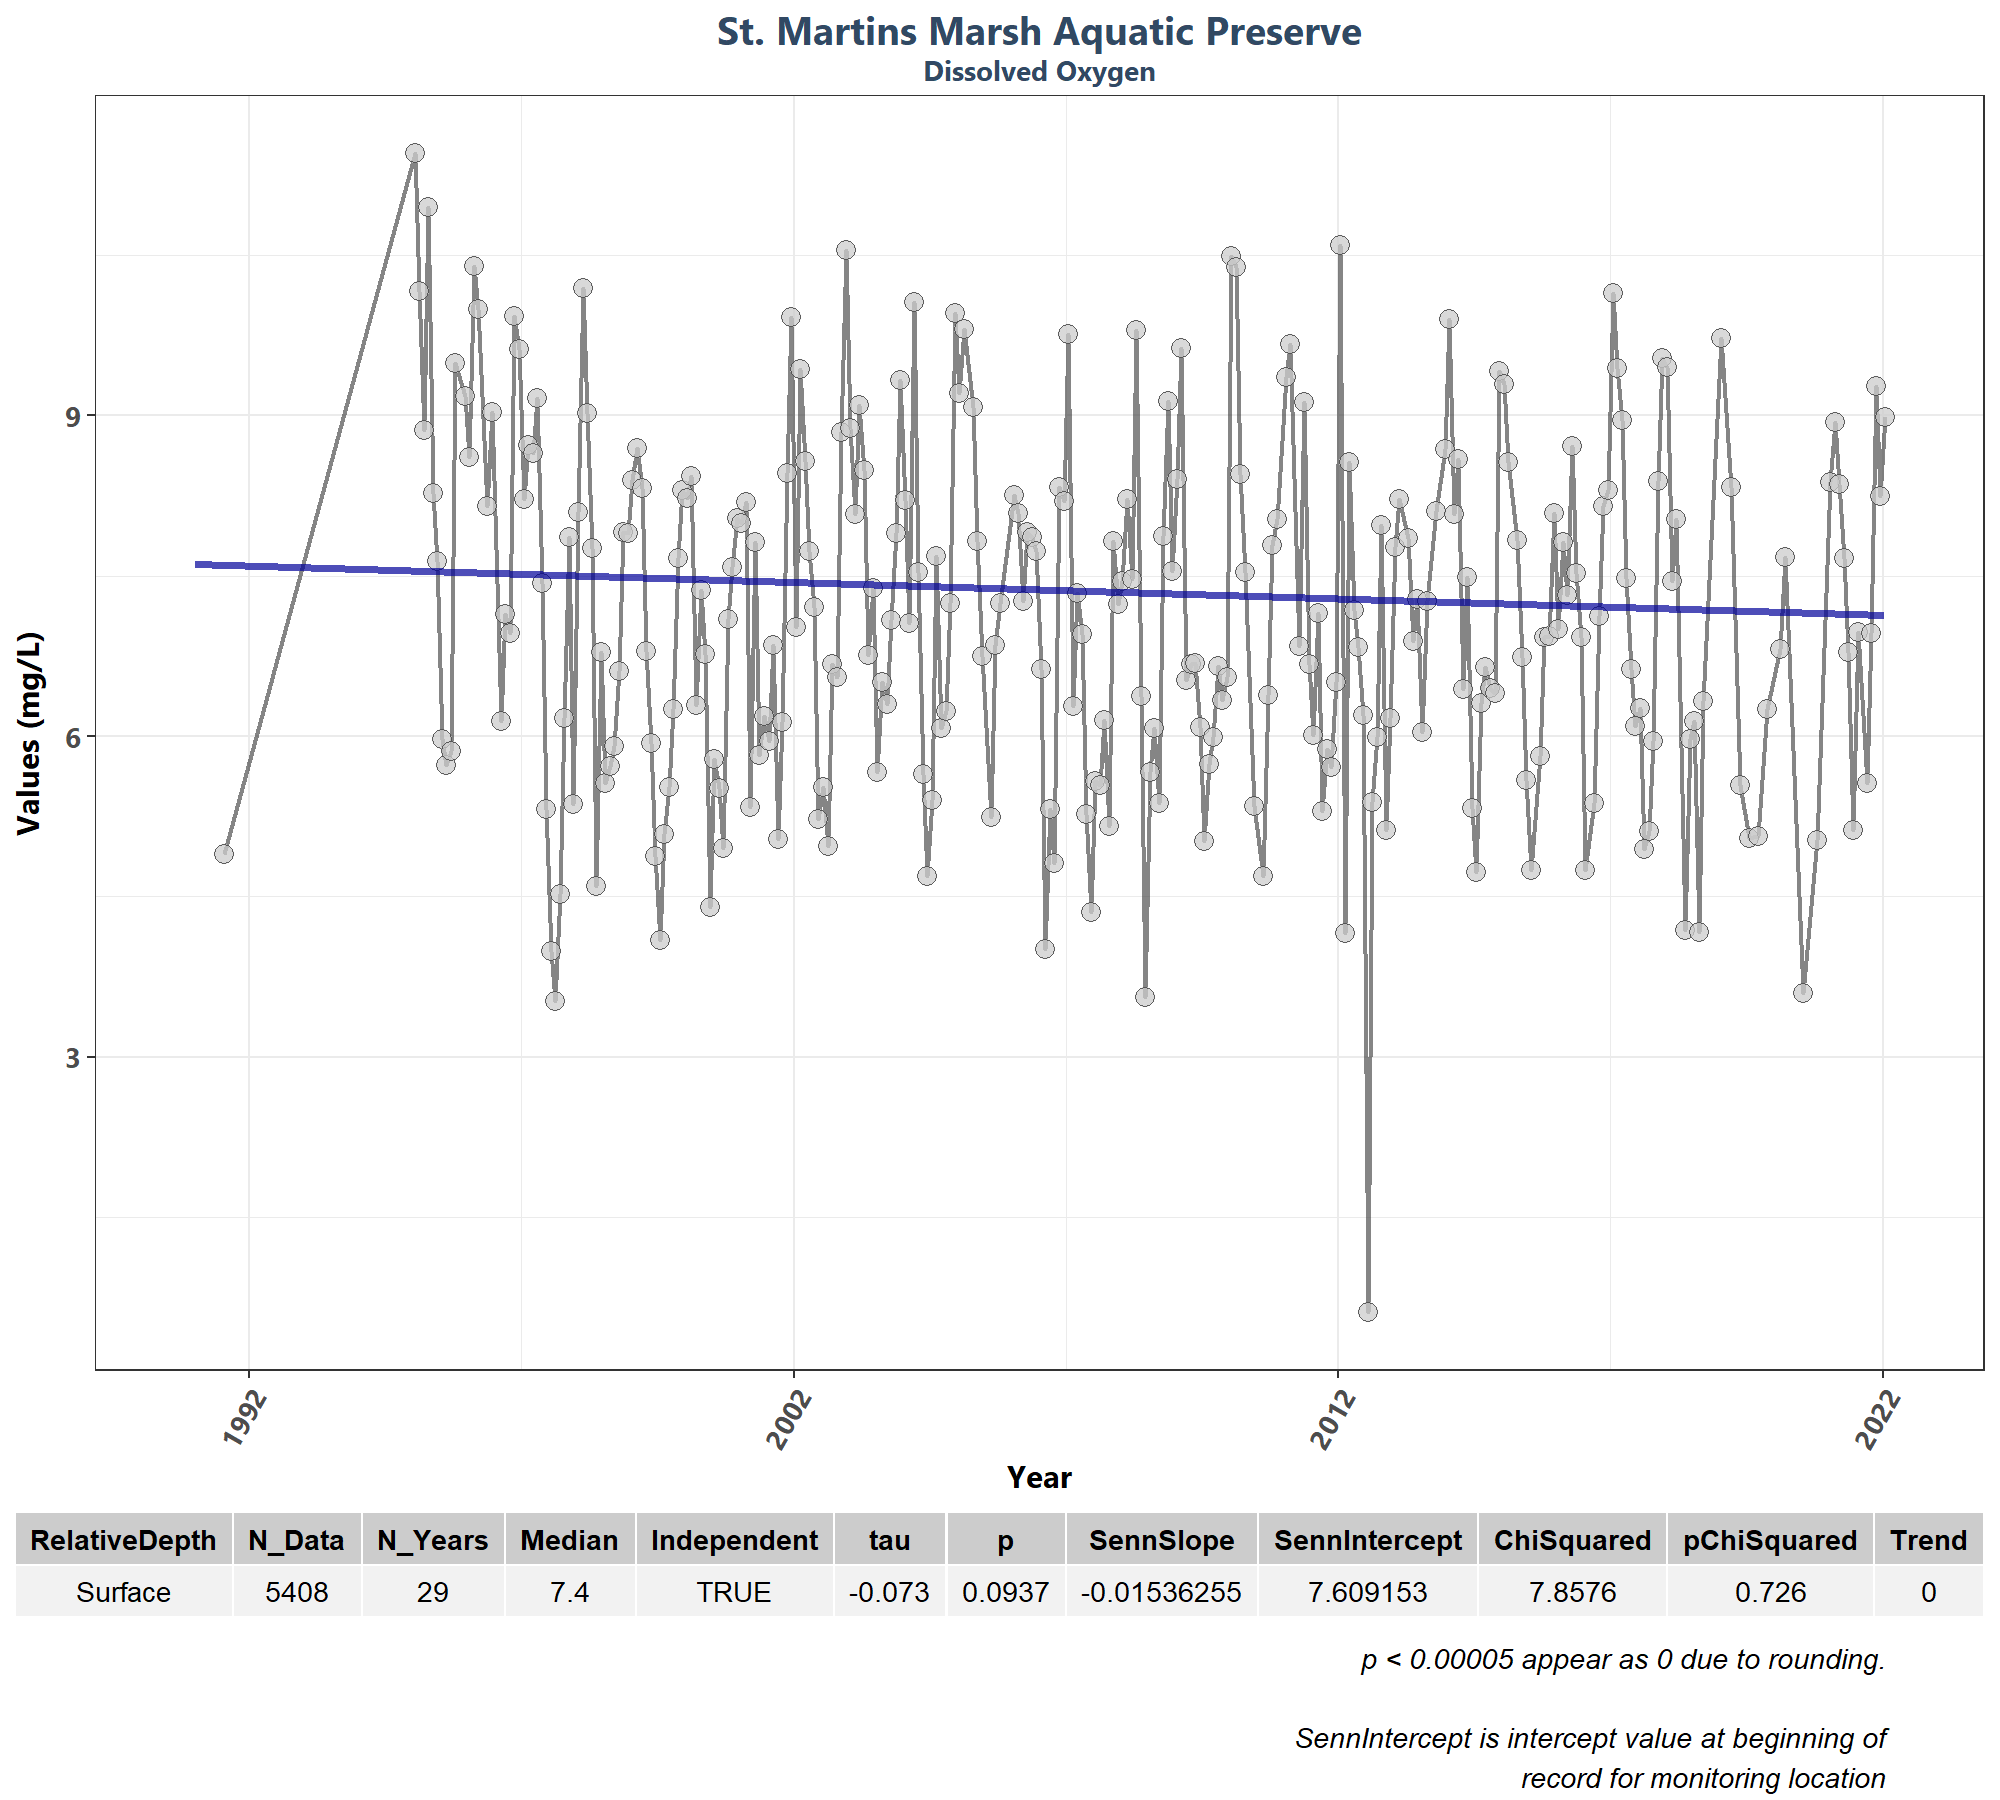 St. Martins Marsh Aquatic Preserve
Dissolved Oxygen
Values (mg/L)
9
6
3
1992
2002
2012
2022
Year
RelativeDepth N_Data N_Years Median Independent tau p SennSlope SennIntercept ChiSquared pChiSquared Trend
Surface 5408 29 7.4 TRUE -0.073 0.0937 -0.01536255 7.609153 7.8576 0.726 0
p < 0.00005 appear as 0 due to rounding.
SennIntercept is intercept value at beginning of
record for monitoring location